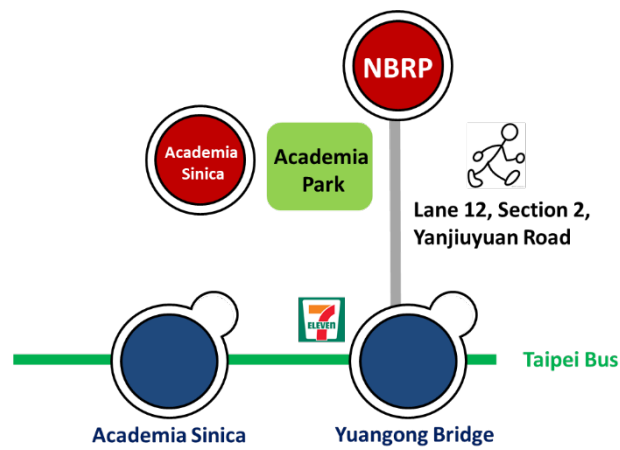 NBRP
Academia
Sinica
Academia
Park
Lane 12, Section 2,
Yanjiuyuan Road
7
ELEVEN
Taipei Bus
Academia Sinica
Yuangong Bridge